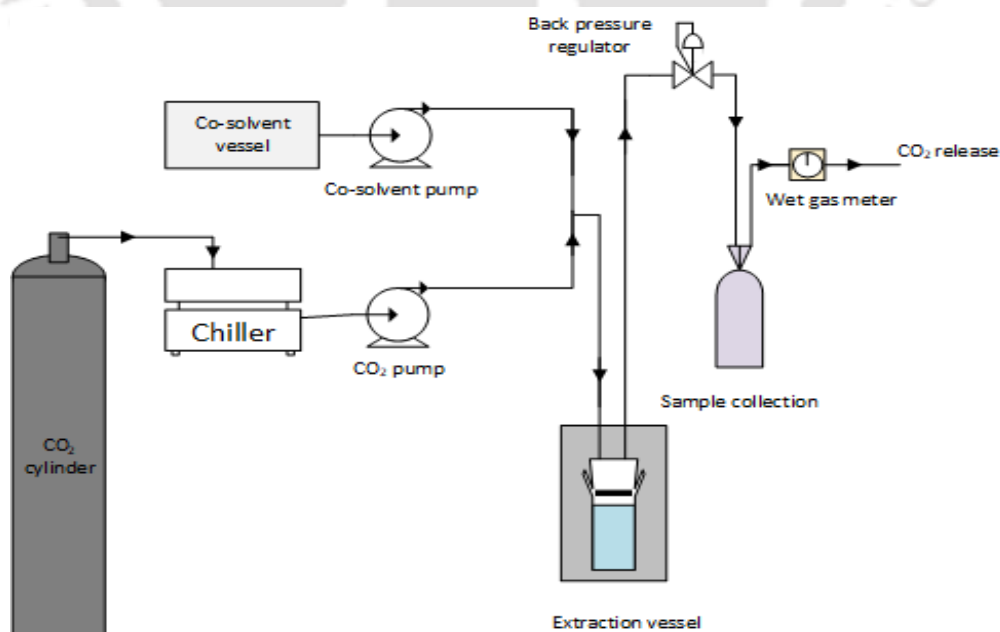 Back pressure
regulator
Co-solvent
vessel
Co-solvent pump
CO₂ release
Wet gas meter
Chiller
CO₂ pump
Sample collection
CO₂
cylinder
Extraction vessel